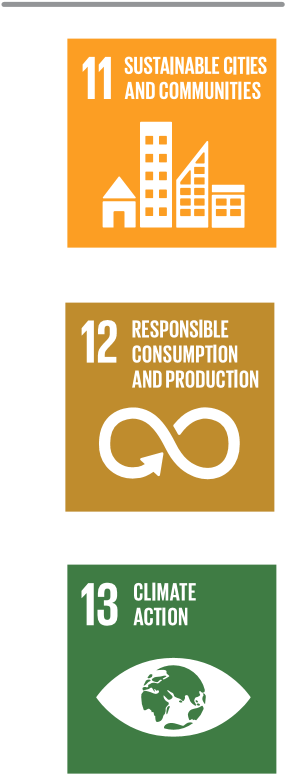 11 SUSTAINABLE CITIES
AND COMMUNITIES
12 RESPONSIBLE
CONSUMPTION
AND PRODUCTION
13 CLIMATE
ACTION